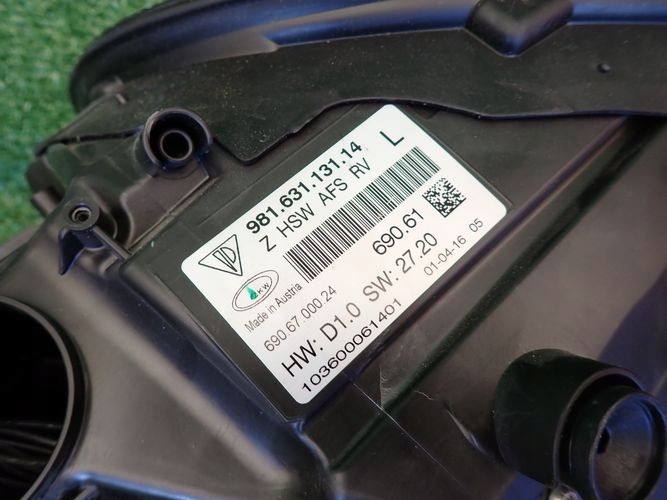 981.631.131.14 L
Z HSW AFS RV
690.61
ZKW
Made in Austria
690.67.000.24
HW: D1.0 SW: 27.20
01-04-16 05
103600061401